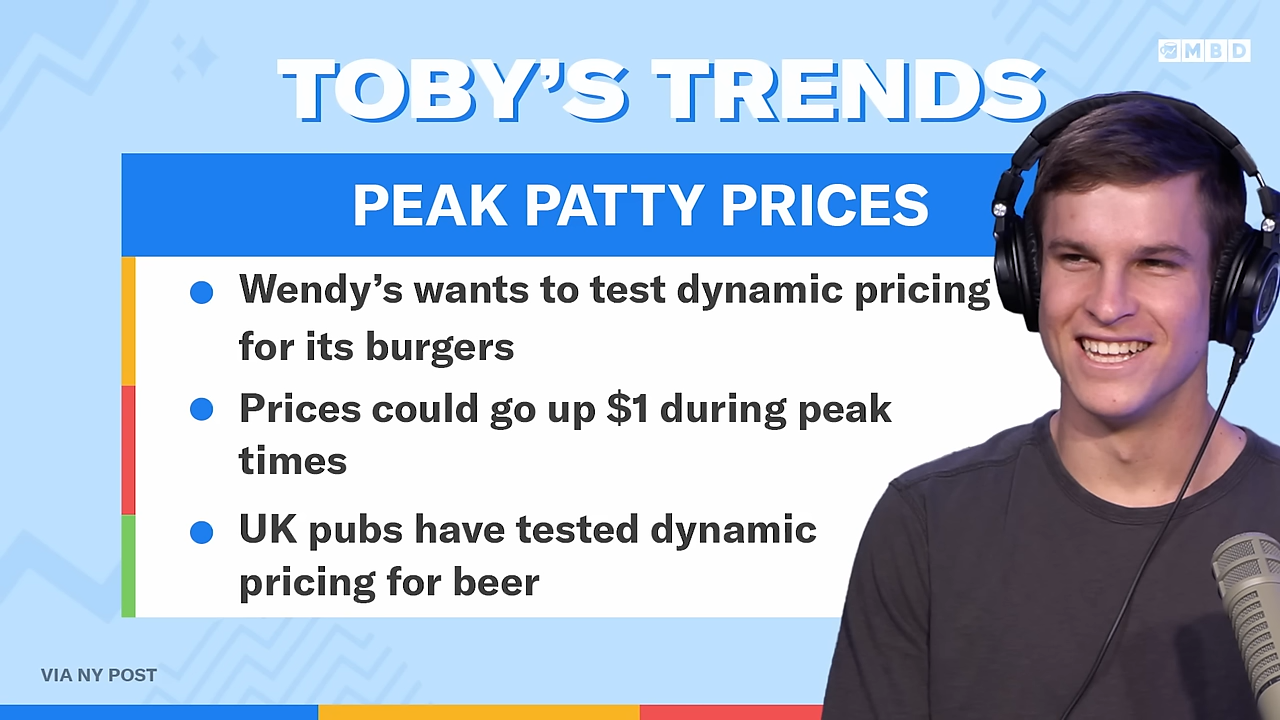 MBD
TOBY'S TRENDS
PEAK PATTY PRICES
Wendy's wants to test dynamic pricing
for its burgers
Prices could go up $1 during peak
times
UK pubs have tested dynamic
pricing for beer
VIA NY POST